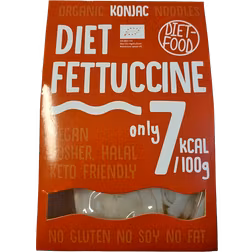 ORGANIC KONJAC NOODLES
DIET
FETTUCCINE
DIET-
FOOD
only 7 kCAL
/100g
VEGAN
KOSHER, HALAL
KETO FRIENDLY
NO GLUTEN NO SOY NO FAT